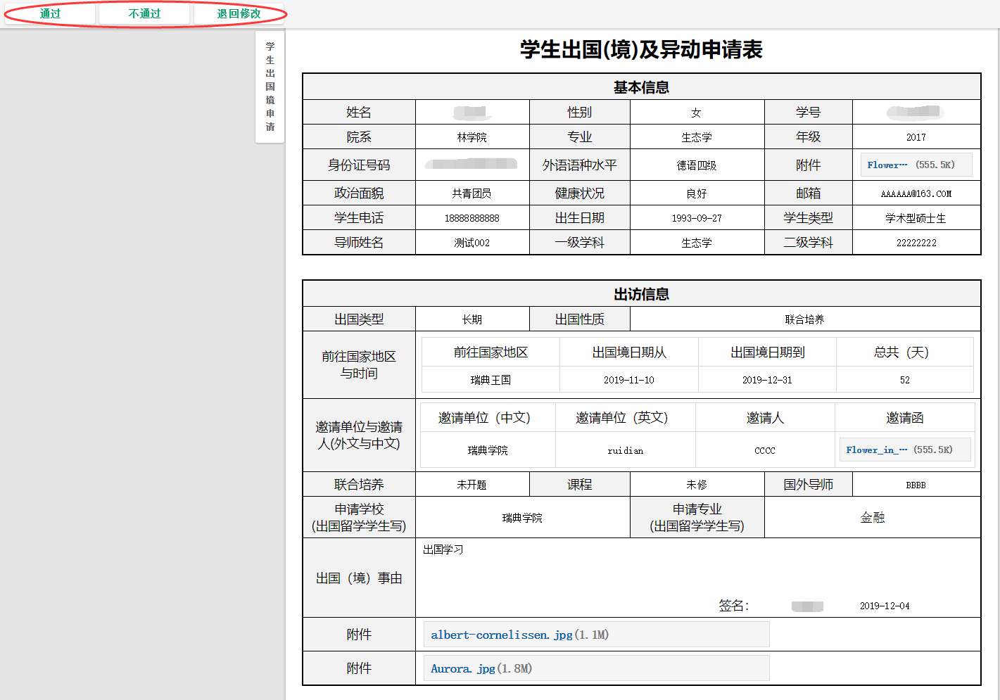 通过 不通过 退回修改
学生出国境申请
学生出国(境)及异动申请表
基本信息
姓名 性别 女 学号
院系 林学院 专业 生态学 年级 2017
身份证号码 外语语种水平 德语四级 附件 Flower··· (555.5K)
政治面貌 共青团员 健康状况 良好 邮箱 AAAAAA@163.COM
学生电话 18888888888 出生日期 1993-09-27 学生类型 学术型硕士生
导师姓名 测试002 一级学科 生态学 二级学科 22222222
出访信息
出国类型 长期 出国性质 联合培养
前往国家地区
与时间
前往国家地区 出国境日期从 出国境日期到 总共（天）
瑞典王国 2019-11-10 2019-12-31 52
邀请单位与邀请
人(外文与中文)
邀请单位（中文） 邀请单位（英文） 邀请人 邀请函
瑞典学院 ruidian CCCC Flower_in_··· (555.5K)
联合培养 未开题 课程 未修 国外导师 BBBB
申请学校
(出国留学学生写)
瑞典学院
申请专业
(出国留学学生写)
金融
出国（境）事由
出国学习
签名： 2019-12-04
附件 albert-cornelissen.jpg(1.1M)
附件 Aurora.jpg(1.8M)